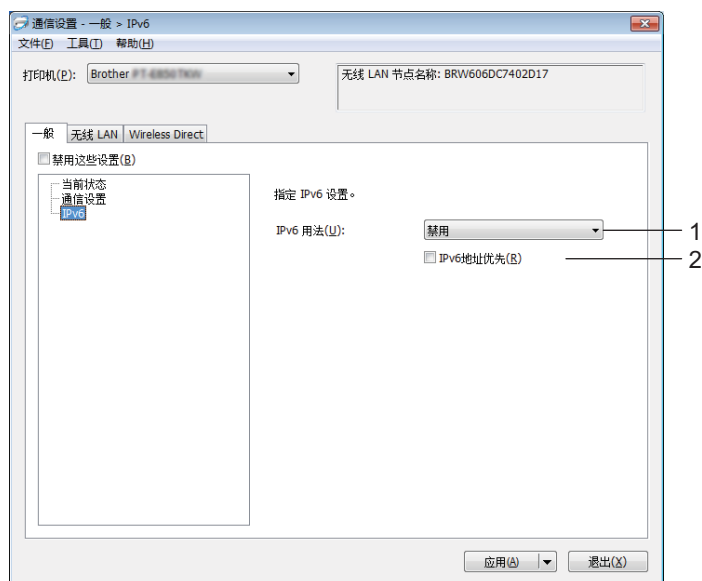 通信设置 - 一般 > IPv6
文件(F) 工具(T) 帮助(H)
打印机(P): Brother
无线 LAN 节点名称: BRW606DC7402D17
一般 无线 LAN Wireless Direct
禁用这些设置(B)
当前状态
通信设置
IPv6
指定 IPv6 设置。
IPv6 用法(U): 禁用 1
IPv6地址优先(R) 2
应用(A) 退出(X)